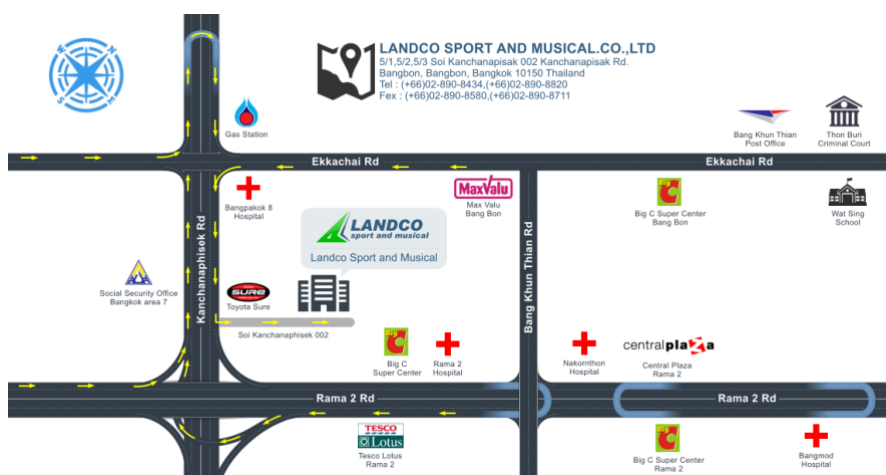 LANDCO SPORT AND MUSICAL.CO.,LTD
5/1,5/2,5/3 Soi Kanchanapisak 002 Kanchanapisak Rd.
Bangbon, Bangbon, Bangkok 10150 Thailand
Tel : (+66)02-890-8434,(+66)02-890-8820
Fex : (+66)02-890-8580,(+66)02-890-8711
N
S
Gas Station
Bang Khun Thian
Post Office
Thon Buri
Criminal Court
Ekkachai Rd
Ekkachai Rd
Bangpakok 8
Hospital
MaxValu
Max Valu
Bang Bon
Big C
Big C Super Center
Bang Bon
Wat Sing
School
LANDCO
sport and musical
Landco Sport and Musical
Kanchanaphisek Rd
Bang Khun Thian Rd
Social Security Office
Bangkok area 7
SURE
Toyota Sure
Soi Kanchanaphisek 002
Big C
Big C
Super Center
Rama 2
Hospital
Nakornthon
Hospital
centralplaza
Central Plaza
Rama 2
Rama 2 Rd
Rama 2 Rd
TESCO
Lotus
Tesco Lotus
Rama 2
Big C
Big C Super Center
Rama 2
Bangmod
Hospital